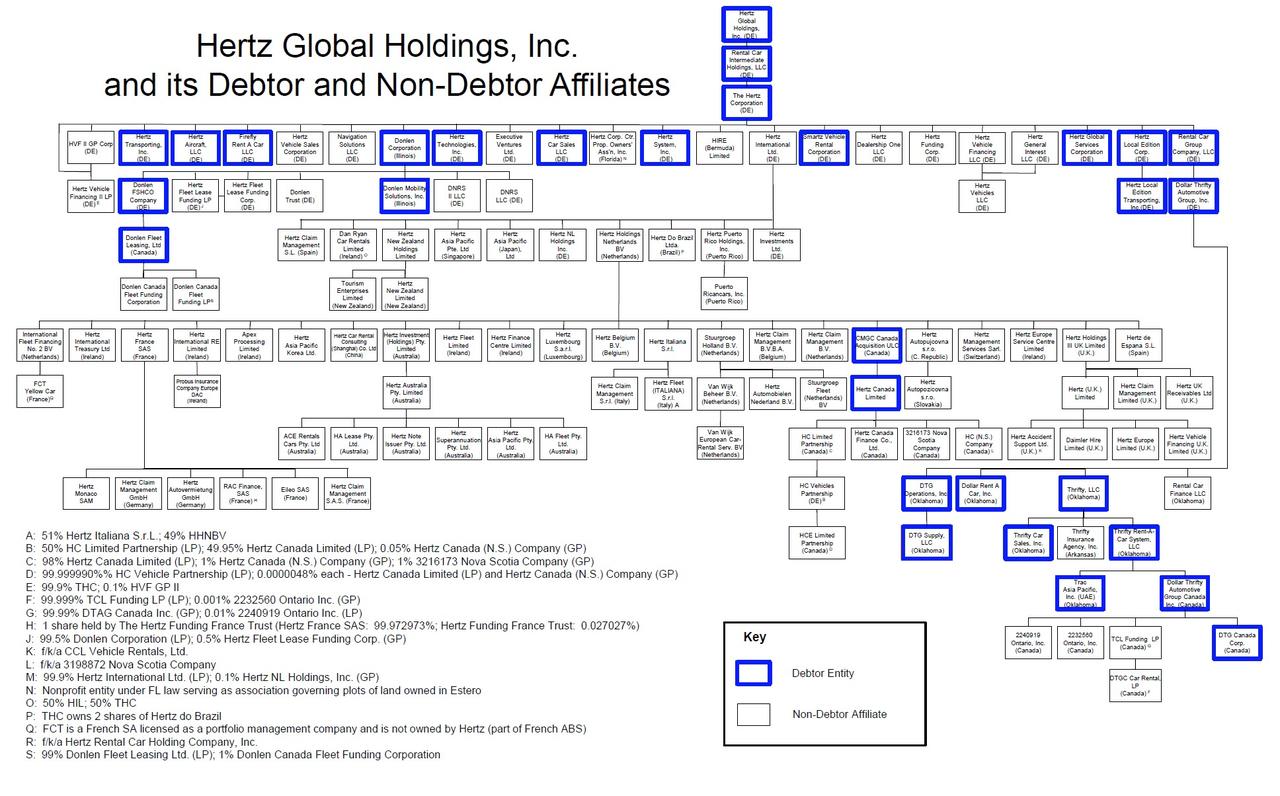 Hertz Global Holdings, Inc.
and its Debtor and Non-Debtor Affiliates
Hertz
Global
Holdings,
Inc. (DE)
Rental Car
Intermediate
Holdings, LLC
(DE)
The Hertz
Corporation
(DE)
HVF II GP Corp
(DE)
Hertz
Transporting,
Inc.
(DE)
Hertz
Aircraft,
LLC
(DE)
Firefly
Rent A Car
LLC
(DE)
Hertz
Vehicle Sales
Corporation
(DE)
Navigation
Solutions
LLC
(DE)
Donlen
Corporation
(Illinois)
Hertz
Technologies,
Inc.
(DE)
Executive
Ventures
Ltd.
(DE)
Hertz
Car Sales LLC
(DE)
Hertz Corp. Ctr.
Prop. Owners'
Ass'n, Inc.
(Florida) N
Hertz
System,
Inc.
(DE)
HIRE
(Bermuda)
Limited
Hertz
International
Ltd.
(DE)
Smartz Vehicle
Rental
Corporation
(DE)
Hertz
Dealership One
LLC
(DE)
Hertz
Funding
Corp.
(DE)
Hertz
Vehicle
Financing
LLC (DE)
Hertz
General
Interest
LLC (DE)
Hertz Global
Services
Corporation
(DE)
Hertz
Local Edition
Corp.
(DE)
Rental Car
Group
Company, LLC
(DE)
Hertz Vehicle
Financing II LP
(DE) E
Donlen
FSHCO
Company
(DE)
Hertz
Fleet Lease
Funding LP
(DE) J
Hertz Fleet
Lease Funding
Corp.
(DE)
Donlen
Trust (DE)
Donlen Mobility
Solutions, Inc.
(Illinois)
DNRS
II LLC
(DE)
DNRS
LLC (DE)
Hertz
Vehicles
LLC
(DE)
Hertz Local
Edition
Transporting,
Inc.(DE)
Dollar Thrifty
Automotive
Group, Inc.
(DE)
Donlen Fleet
Leasing, Ltd
(Canada)
Hertz Claim
Management
S.L. (Spain)
Dan Ryan
Car Rentals
Limited
(Ireland) O
Hertz
New Zealand
Holdings
Limited
Hertz
Asia Pacific
Pte. Ltd
(Singapore)
Hertz
Asia Pacific
(Japan),
Ltd
Hertz NL
Holdings
Inc.
(DE)
Hertz Holdings
Netherlands
BV
(Netherlands)
Hertz Do Brazil
Ltda.
(Brazil) P
Hertz Puerto
Rico Holdings,
Inc.
(Puerto Rico)
Hertz
Investments
Ltd.
(DE)
Donlen Canada
Fleet Funding
Corporation
Donlen Canada
Fleet
Funding LP S
Tourism
Enterprises
Limited
(New Zealand)
Hertz
New Zealand
Limited
(New Zealand)
Puerto
Ricancars, Inc.
(Puerto Rico)
International
Fleet Financing
No. 2 BV
(Netherlands)
Hertz
International
Treasury Ltd
(Ireland)
Hertz
France
SAS
(France)
Hertz
International RE
Limited
(Ireland)
Apex
Processing
Limited
(Ireland)
Hertz
Asia Pacific
Korea Ltd.
Hertz Car Rental
Consulting
(Shanghai) Co. Ltd
(China)
Hertz Investment
(Holdings) Pty.
Limited
(Australia)
Hertz Fleet
Limited
(Ireland)
Hertz Finance
Centre Limited
(Ireland)
Hertz
Luxembourg
S.a.r.l.
(Luxembourg)
Hertz Belgium
B.V.
(Belgium)
Hertz Italiana
S.r.l.
Stuurgroep
Holland B.V.
(Netherlands)
Hertz Claim
Management
B.V.B.A.
(Belgium)
Hertz Claim
Management
B.V.
(Netherlands)
CMGC Canada
Acquisition ULC
(Canada)
Hertz
Autopujcovna
s.r.o.
(C. Republic)
Hertz
Management
Services Sarl.
(Switzerland)
Hertz Europe
Service Centre
Limited
(Ireland)
Hertz Holdings
III UK Limited
(U.K.)
Hertz de
Espana S.L.
(Spain)
FCT
Yellow Car
(France) Q
Probus Insurance
Company Europe
DAC
(Ireland)
Hertz Australia
Pty. Limited
(Australia)
Hertz Claim
Management
S.r.l. (Italy)
Hertz Fleet
(ITALIANA)
S.r.l.
(Italy) A
Van Wijk
Beheer B.V.
(Netherlands)
Hertz
Automobielen
Nederland B.V.
Stuurgroep
Fleet
(Netherlands)
BV
Hertz Canada
Limited
Hertz
Autopozicovna
s.r.o.
(Slovakia)
Hertz (U.K.)
Limited
Hertz Claim
Management
Limited (U.K.)
Hertz UK
Receivables Ltd
(U.K.)
ACE Rentals
Cars Pty. Ltd
(Australia)
HA Lease Pty.
Ltd.
(Australia)
Hertz Note
Issuer Pty. Ltd.
(Australia)
Hertz
Superannuation
Pty. Ltd.
(Australia)
Hertz
Asia Pacific
Pty. Ltd.
(Australia)
HA Fleet Pty.
Ltd.
(Australia)
Van Wijk
European Car-
Rental Serv. BV
(Netherlands)
HC Limited
Partnership
(Canada) C
Hertz Canada
Finance Co.,
Ltd.
(Canada)
3216173 Nova
Scotia
Company
(Canada)
HC (N.S.)
Company
(Canada) L
Hertz Accident
Support Ltd.
(U.K.) K
Daimler Hire
Limited (U.K.)
Hertz Europe
Limited (U.K.)
Hertz Vehicle
Financing U.K.
Limited
(U.K.)
Hertz
Monaco
SAM
Hertz Claim
Management
GmbH
(Germany)
Hertz
Autovermietung
GmbH
(Germany)
RAC Finance,
SAS
(France) H
Eileo SAS
(France)
Hertz Claim
Management
S.A.S. (France)
HC Vehicles
Partnership
(DE) B
DTG
Operations, Inc.
(Oklahoma)
Dollar Rent A
Car, Inc.
(Oklahoma)
Thrifty, LLC
(Oklahoma)
Rental Car
Finance LLC
(Oklahoma)
HCE Limited
Partnership
(Canada) D
DTG Supply,
LLC
(Oklahoma)
Thrifty Car
Sales, Inc.
(Oklahoma)
Thrifty
Insurance
Agency, Inc.
(Arkansas)
Thrifty Rent-A-
Car System,
LLC
(Oklahoma)
Trac
Asia Pacific,
Inc. (UAE)
(Oklahoma)
Dollar Thrifty
Automotive
Group Canada
Inc. (Canada)
2240919
Ontario, Inc.
(Canada)
2232560
Ontario, Inc.
(Canada)
TCL Funding LP
(Canada) G
DTG Canada
Corp.
(Canada)
DTGC Car Rental,
LP
(Canada) F
A: 51% Hertz Italiana S.r.L.; 49% HHNBV
B: 50% HC Limited Partnership (LP); 49.95% Hertz Canada Limited (LP); 0.05% Hertz Canada (N.S.) Company (GP)
C: 98% Hertz Canada Limited (LP); 1% Hertz Canada (N.S.) Company (GP); 1% 3216173 Nova Scotia Company (GP)
D: 99.999990%% HC Vehicle Partnership (LP); 0.0000048% each - Hertz Canada Limited (LP) and Hertz Canada (N.S.) Company (GP)
E: 99.9% THC; 0.1% HVF GP II
F: 99.999% TCL Funding LP (LP); 0.001% 2232560 Ontario Inc. (GP)
G: 99.99% DTAG Canada Inc. (GP); 0.01% 2240919 Ontario Inc. (LP)
H: 1 share held by The Hertz Funding France Trust (Hertz France SAS: 99.972973%; Hertz Funding France Trust: 0.027027%)
J: 99.5% Donlen Corporation (LP); 0.5% Hertz Fleet Lease Funding Corp. (GP)
K: f/k/a CCL Vehicle Rentals, Ltd.
L: f/k/a 3198872 Nova Scotia Company
M: 99.9% Hertz International Ltd. (LP); 0.1% Hertz NL Holdings, Inc. (GP)
N: Nonprofit entity under FL law serving as association governing plots of land owned in Estero
O: 50% HIL; 50% THC
P: THC owns 2 shares of Hertz do Brazil
Q: FCT is a French SA licensed as a portfolio management company and is not owned by Hertz (part of French ABS)
R: f/k/a Hertz Rental Car Holding Company, Inc.
S: 99% Donlen Fleet Leasing Ltd. (LP); 1% Donlen Canada Fleet Funding Corporation
Key
Debtor Entity
Non-Debtor Affiliate